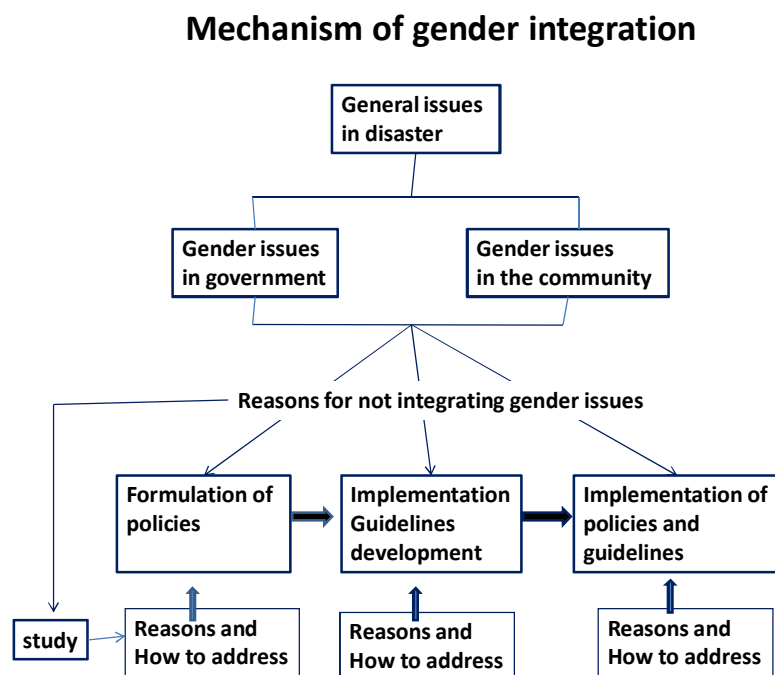 Mechanism of gender integration
General issues
in disaster
Gender issues
in government
Gender issues
in the community
Reasons for not integrating gender issues
Formulation of
policies
Implementation
Guidelines
development
Implementation of
policies and
guidelines
study
Reasons and
How to address
Reasons and
How to address
Reasons and
How to address